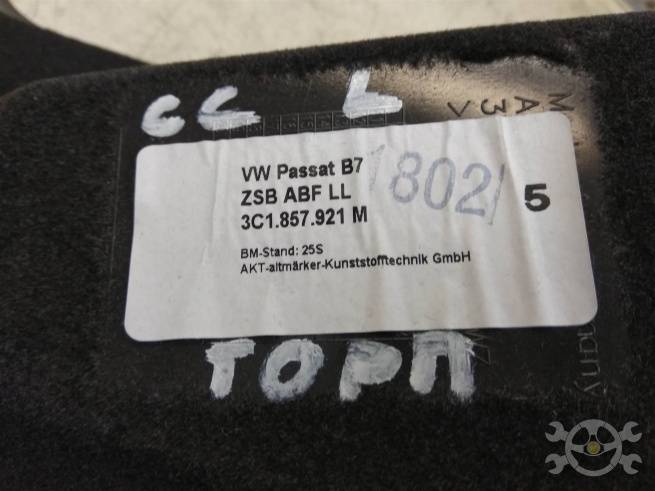 CC L
VW Passat B7
ZSB ABF LL
3C1.857.921 M
1802/5
BM-Stand: 25S
AKT-altmärker-Kunststofftechnik GmbH
ТОРП